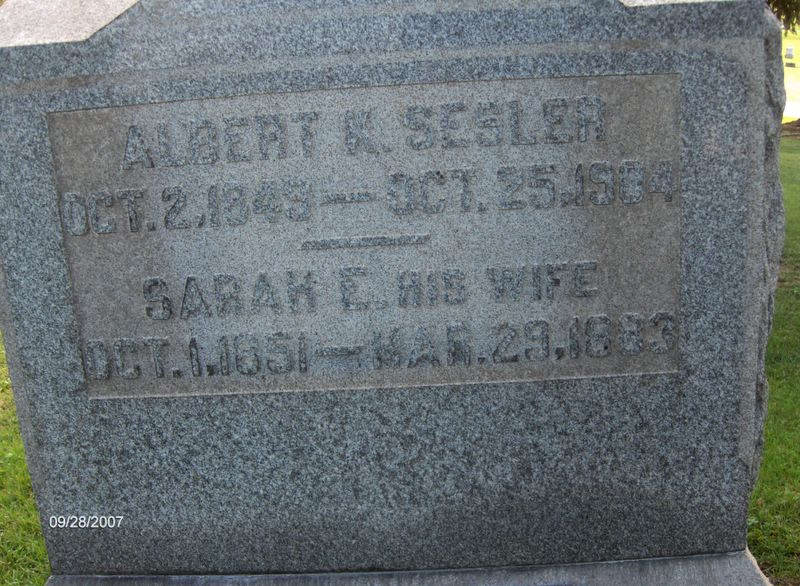 ALBERT K. SESLER
OCT. 2, 1849 — OCT. 25, 1904
SARAH E. HIS WIFE
OCT. 1, 1851 — MAR. 29, 1883
09/28/2007